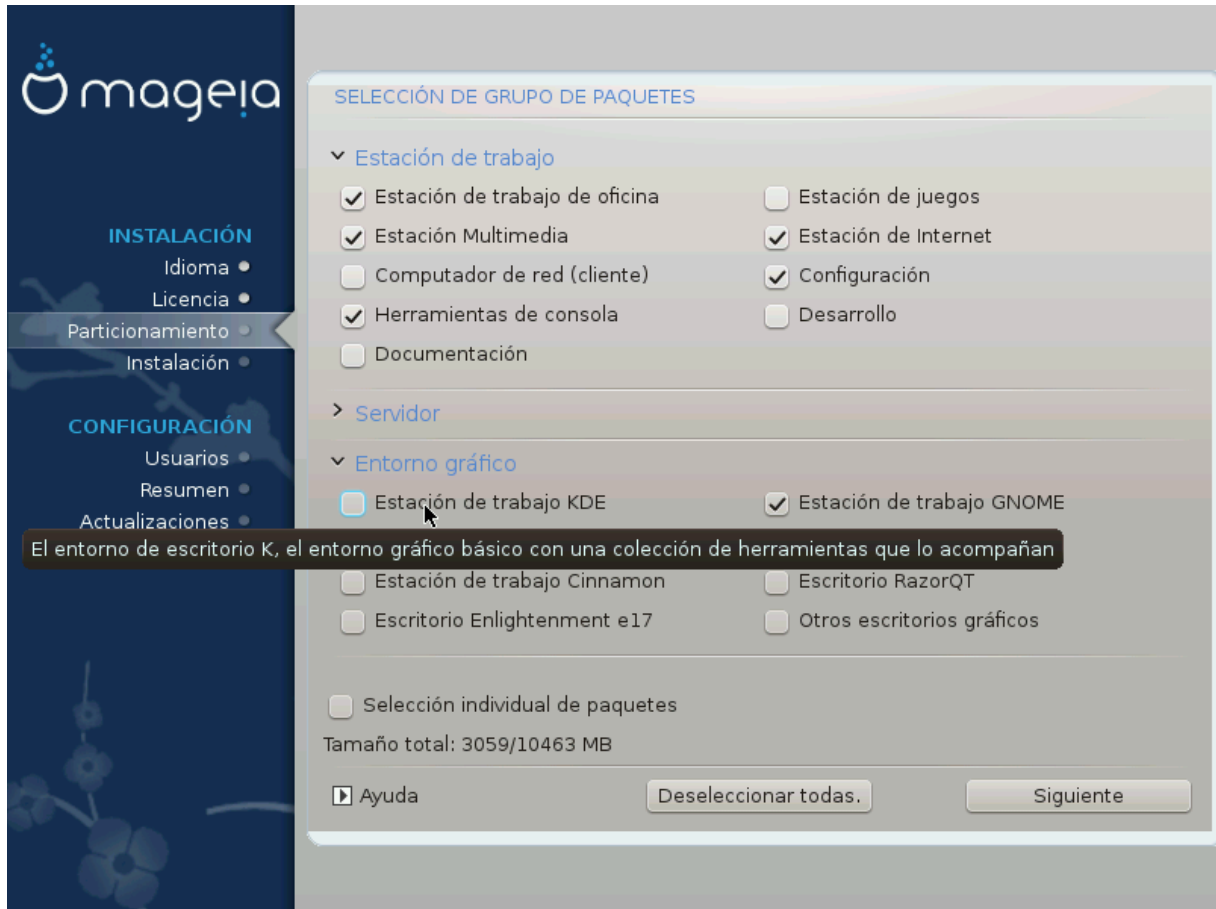 mageia
INSTALACIÓN
Idioma
Licencia
Particionamiento
Instalación
CONFIGURACIÓN
Usuarios
Resumen
Actualizaciones
SELECCIÓN DE GRUPO DE PAQUETES
Estación de trabajo
Estación de trabajo de oficina
Estación de juegos
Estación Multimedia
Estación de Internet
Computador de red (cliente)
Configuración
Herramientas de consola
Desarrollo
Documentación
Servidor
Entorno gráfico
Estación de trabajo KDE
Estación de trabajo GNOME
El entorno de escritorio K, el entorno gráfico básico con una colección de herramientas que lo acompañan
Estación de trabajo Cinnamon
Escritorio RazorQT
Escritorio Enlightenment e17
Otros escritorios gráficos
Selección individual de paquetes
Tamaño total: 3059/10463 MB
Ayuda
Deseleccionar todas.
Siguiente